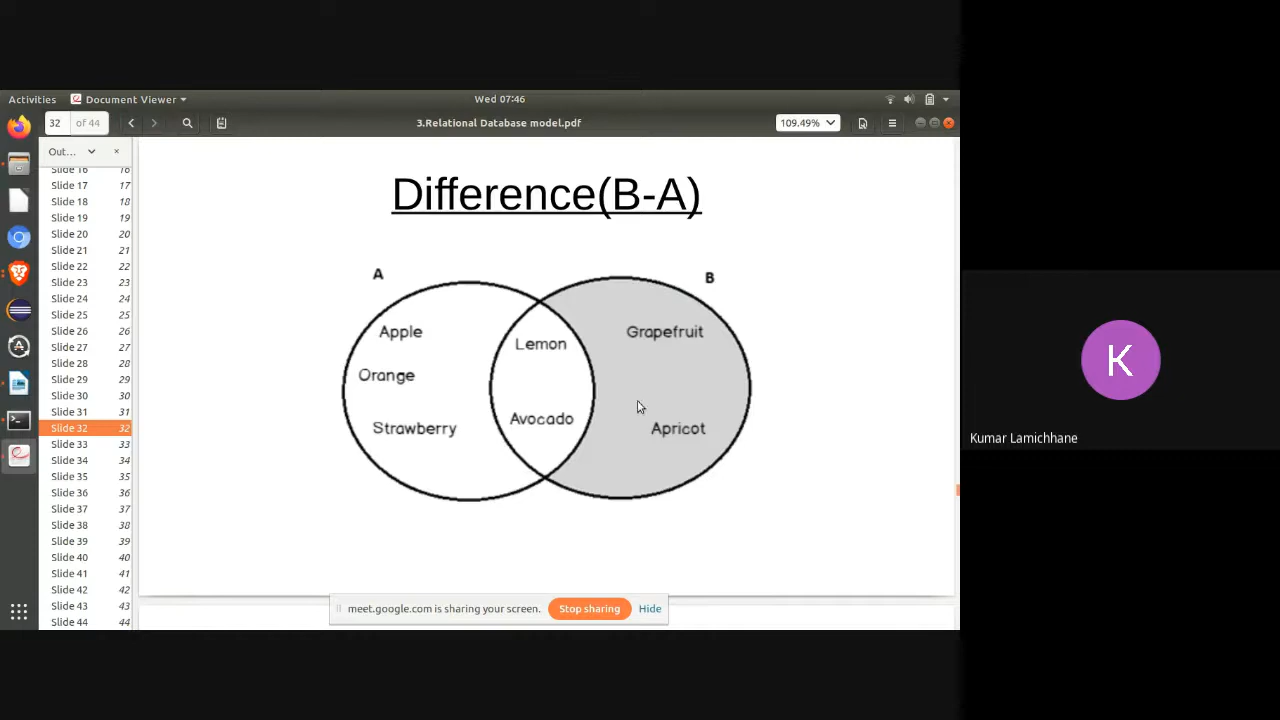 Activities Document Viewer Wed 07:46
32 of 44 3.Relational Database model.pdf 109.49%
Out...
Slide 16 16
Slide 17 17
Slide 18 18
Slide 19 19
Slide 20 20
Slide 21 21
Slide 22 22
Slide 23 23
Slide 24 24
Slide 25 25
Slide 26 26
Slide 27 27
Slide 28 28
Slide 29 29
Slide 30 30
Slide 31 31
Slide 32 32
Slide 33 33
Slide 34 34
Slide 35 35
Slide 36 36
Slide 37 37
Slide 38 38
Slide 39 39
Slide 40 40
Slide 41 41
Slide 42 42
Slide 43 43
Slide 44 44
Difference(B-A)
A B
Apple Lemon Grapefruit
Orange
Strawberry Avocado Apricot
meet.google.com is sharing your screen. Stop sharing Hide
K
Kumar Lamichhane